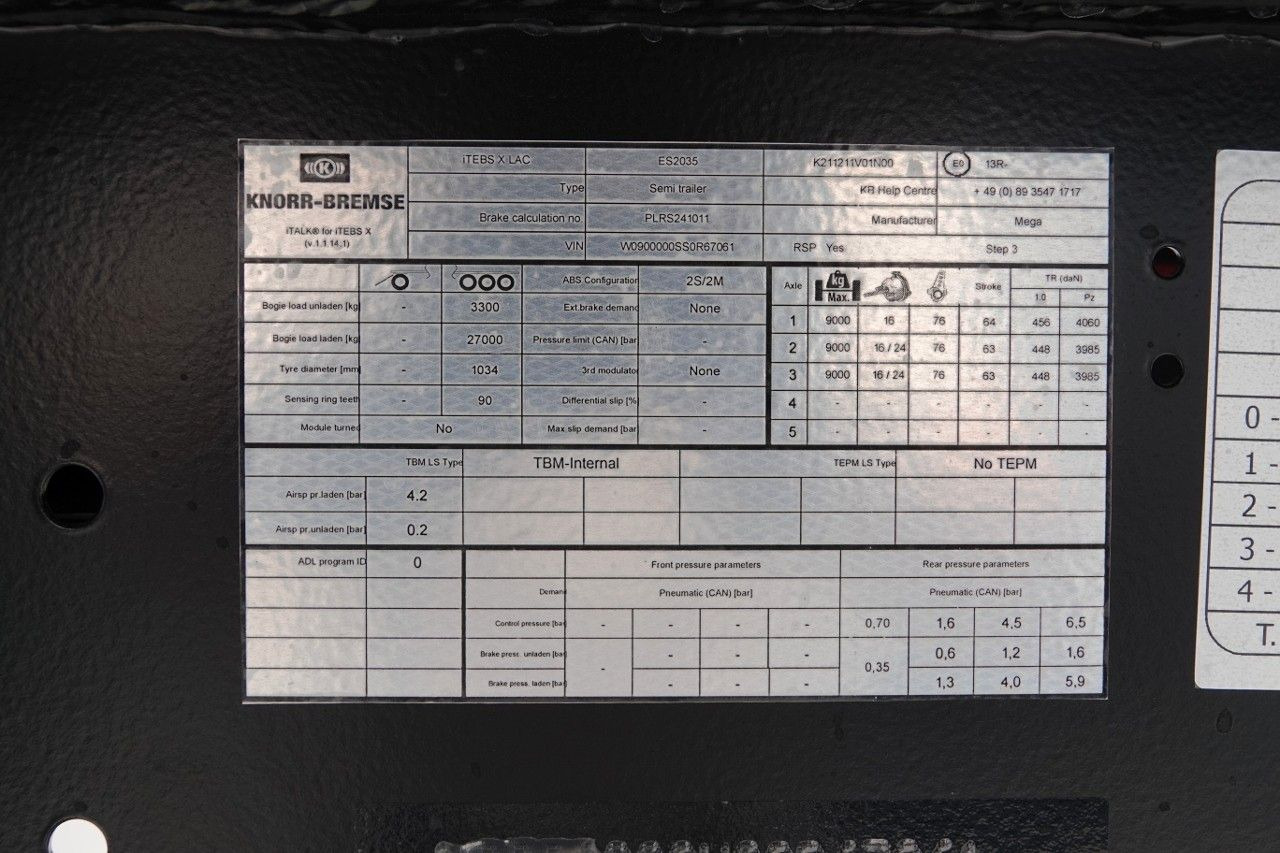 K
KNORR-BREMSE
iTALK® for iTEBS X
(v.1.1.14.1)
iTEBS X LAC ES2035 K211211V01N00 E0 13R-
Type Semi trailer KB Help Centre + 49 (0) 89 3547 1717
Brake calculation no. PLRS241011 Manufacturer Mega
VIN W0900000SS0R67061 RSP Yes Step 3
ABS Configuration 2S/2M
Axle kg Max. Stroke TR (daN)
1.0 Pz
Bogie load unladen [kg - 3300 Ext.brake demand None
1 9000 16 76 64 456 4060
Bogie load laden [kg - 27000 Pressure limit (CAN) [bar -
2 9000 16 / 24 76 63 448 3985
Tyre diameter [mm - 1034 3rd modulator None
3 9000 16 / 24 76 63 448 3985
Sensing ring teeth - 90 Differential slip [% -
4 - - - - - -
Module turned No Max.slip demand [bar -
5 - - - - - -
TBM LS Type TBM-Internal TEPM LS Type No TEPM
Airsp pr.laden [bar] 4.2
Airsp pr.unladen [bar] 0.2
ADL program ID 0 Front pressure parameters Rear pressure parameters
Demand Pneumatic (CAN) [bar] Pneumatic (CAN) [bar]
Control pressure [bar - - - - 0,70 1,6 4,5 6,5
Brake press. unladen [bar - - - - 0,35 0,6 1,2 1,6
Brake press. laden [bar - - - 1,3 4,0 5,9
0 -
1 -
2 -
3 -
4 -
T.